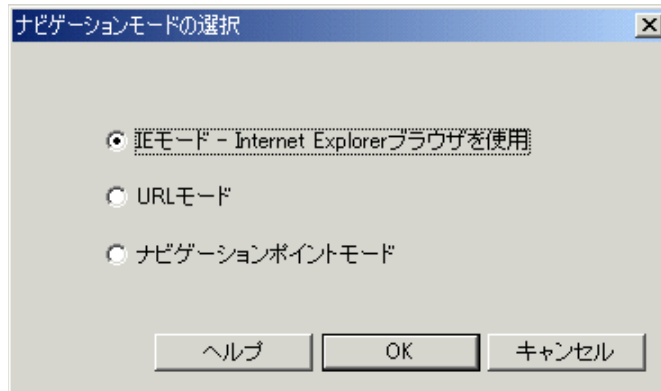 ナビゲーションモードの選択
IEモード - Internet Explorerブラウザを使用
URLモード
ナビゲーションポイントモード
ヘルプ OK キャンセル